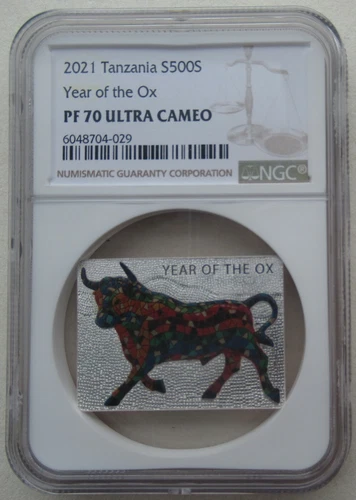 2021 Tanzania S500S
Year of the Ox
PF 70 ULTRA CAMEO
6048704-029
NUMISMATIC GUARANTY CORPORATION
NGC®
YEAR OF THE OX